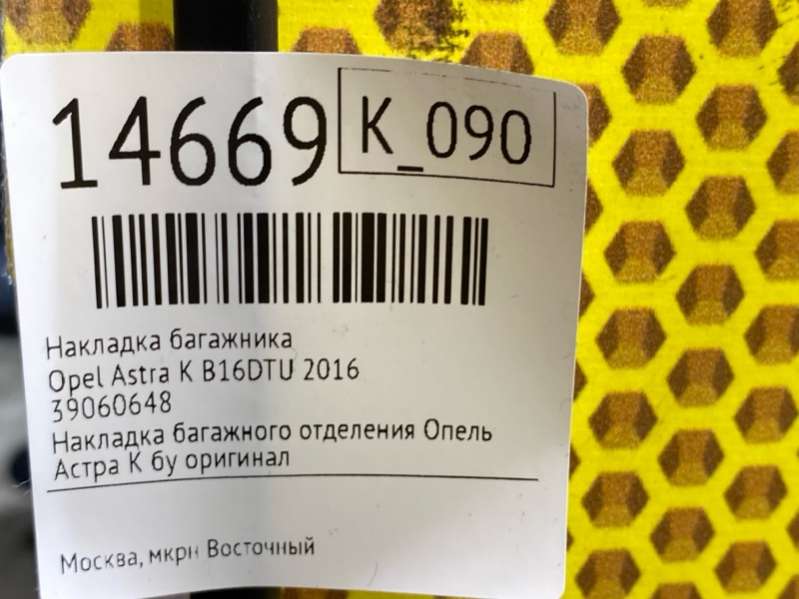 14669 K_090
Накладка багажника
Opel Astra K B16DTU 2016
39060648
Накладка багажного отделения Опель
Астра К бу оригинал
Москва, мкрн Восточный